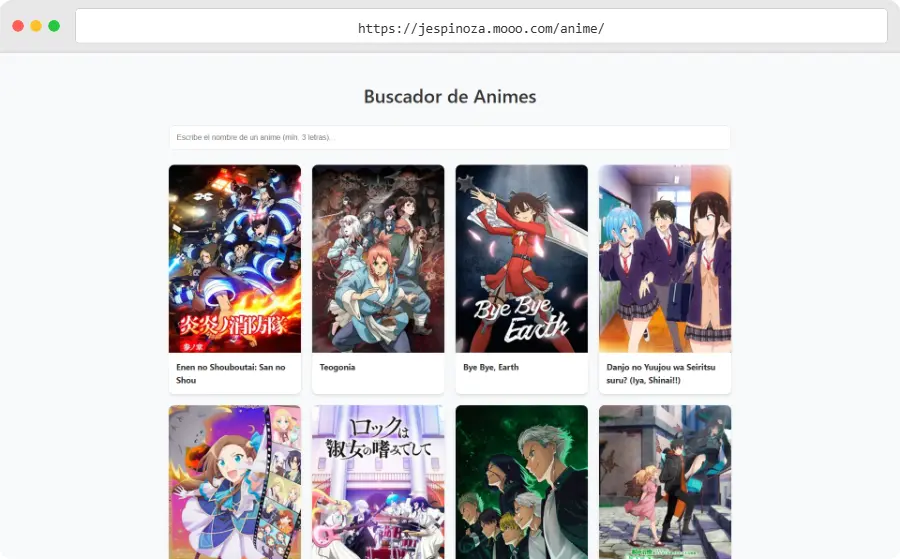 https://jespinoza.mooo.com/anime/
Buscador de Animes
Escribe el nombre de un anime (mín. 3 letras)...
炎炎ノ消防隊
参ノ章
Bye Bye,
Earth
Enen no Shouboutai: San no
Shou
Teogonia
Bye Bye, Earth
Danjo no Yuujou wa Seiritsu
suru? (Iya, Shinai!!)
ロックは
淑女の嗜みでして